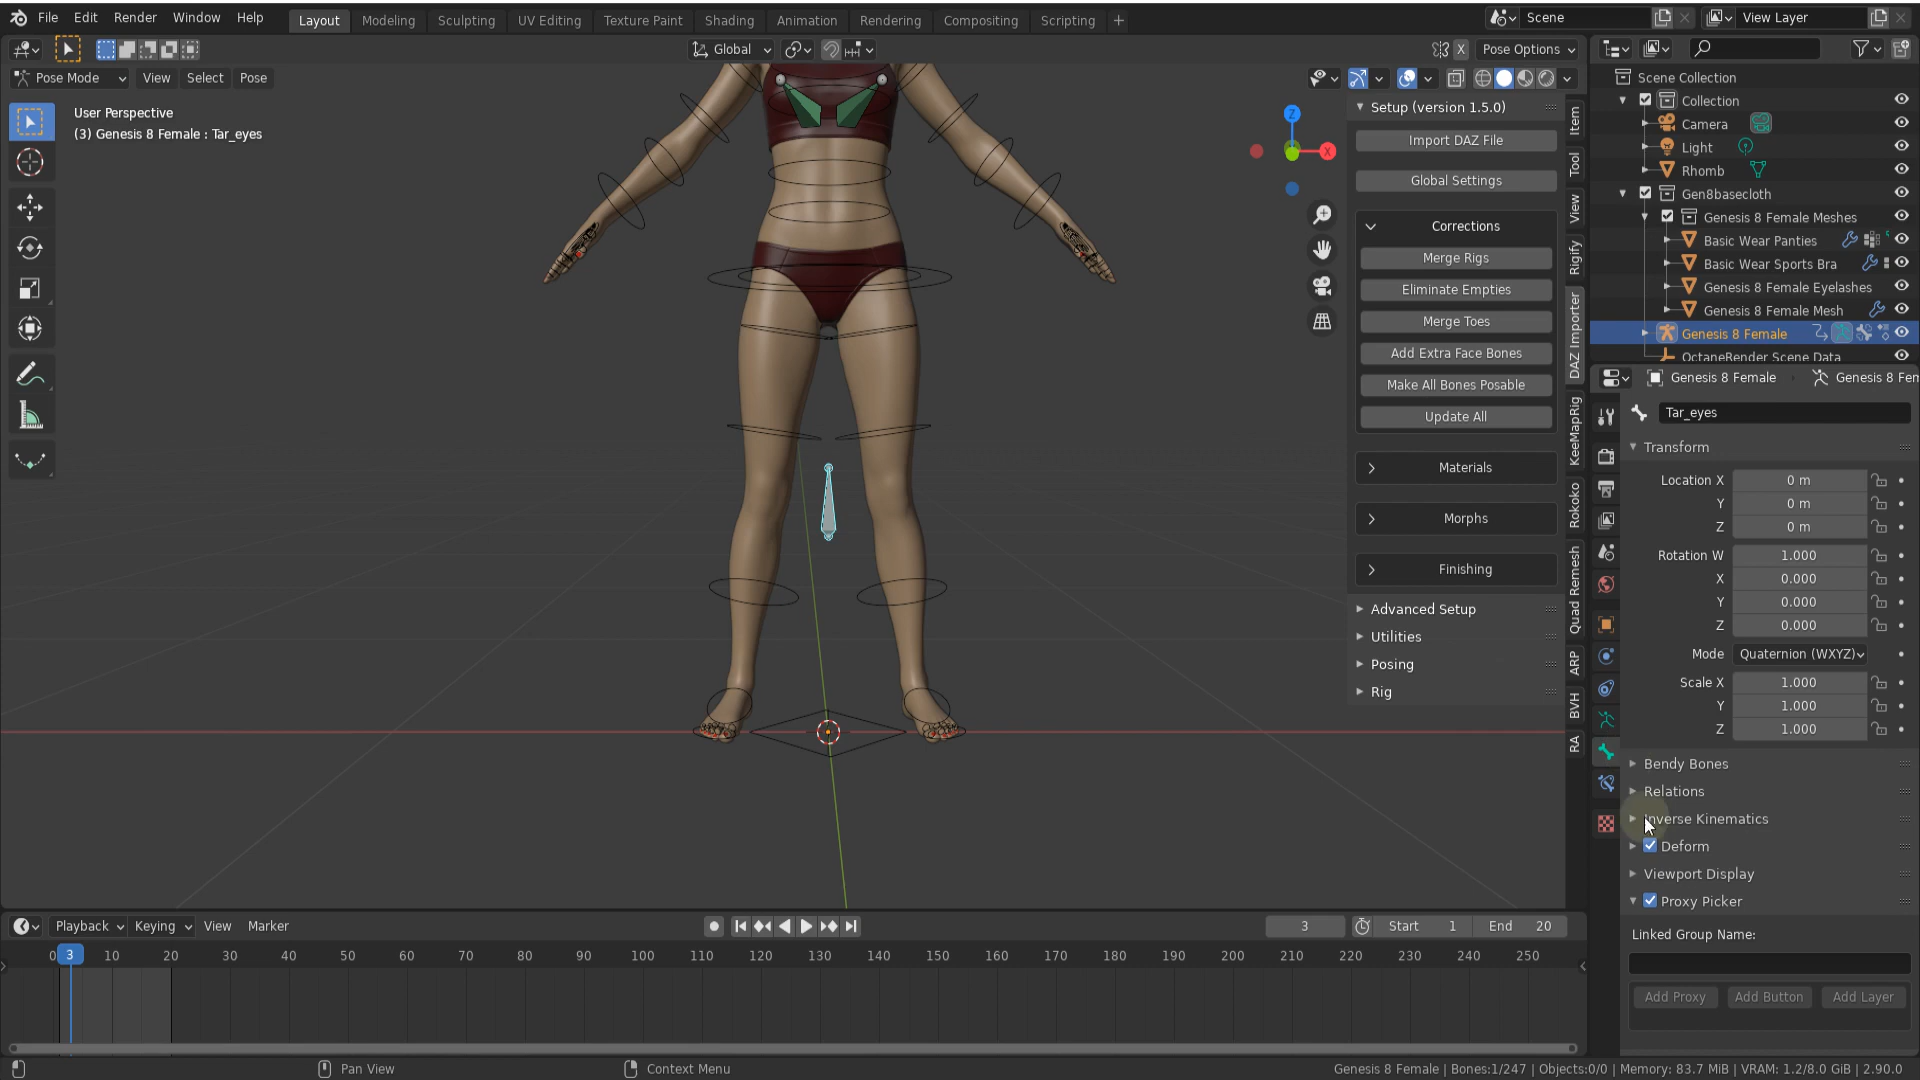 File Edit Render Window Help Layout Modeling Sculpting UV Editing Texture Paint Shading Animation Rendering Compositing Scripting + Scene View Layer
Global X Pose Options
Pose Mode View Select Pose
User Perspective
(3) Genesis 8 Female : Tar_eyes
Z
X
Setup (version 1.5.0)
Import DAZ File
Global Settings
Corrections
Merge Rigs
Eliminate Empties
Merge Toes
Add Extra Face Bones
Make All Bones Posable
Update All
Materials
Morphs
Finishing
Advanced Setup
Utilities
Posing
Rig
Item
Tool
View
Rigify
DAZ Importer
KeeMapRig
Rokoko
Quad Remesh
ARP
BVH
RA
Scene Collection
Collection
Camera
Light
Rhomb
Gen8basecloth
Genesis 8 Female Meshes
Basic Wear Panties
Basic Wear Sports Bra
Genesis 8 Female Eyelashes
Genesis 8 Female Mesh
Genesis 8 Female
OctaneRender Scene Data
Genesis 8 Female Genesis 8 Fem
Tar_eyes
Transform
Location X 0 m
Y 0 m
Z 0 m
Rotation W 1.000
X 0.000
Y 0.000
Z 0.000
Mode Quaternion (WXYZ)
Scale X 1.000
Y 1.000
Z 1.000
Bendy Bones
Relations
Inverse Kinematics
Deform
Viewport Display
Proxy Picker
Linked Group Name:
Add Proxy Add Button Add Layer
Playback Keying View Marker 3 Start 1 End 20
0 3 10 20 30 40 50 60 70 80 90 100 110 120 130 140 150 160 170 180 190 200 210 220 230 240 250
Pan View Context Menu Genesis 8 Female | Bones:1/247 | Objects:0/0 | Memory: 83.7 MiB | VRAM: 1.2/8.0 GiB | 2.90.0